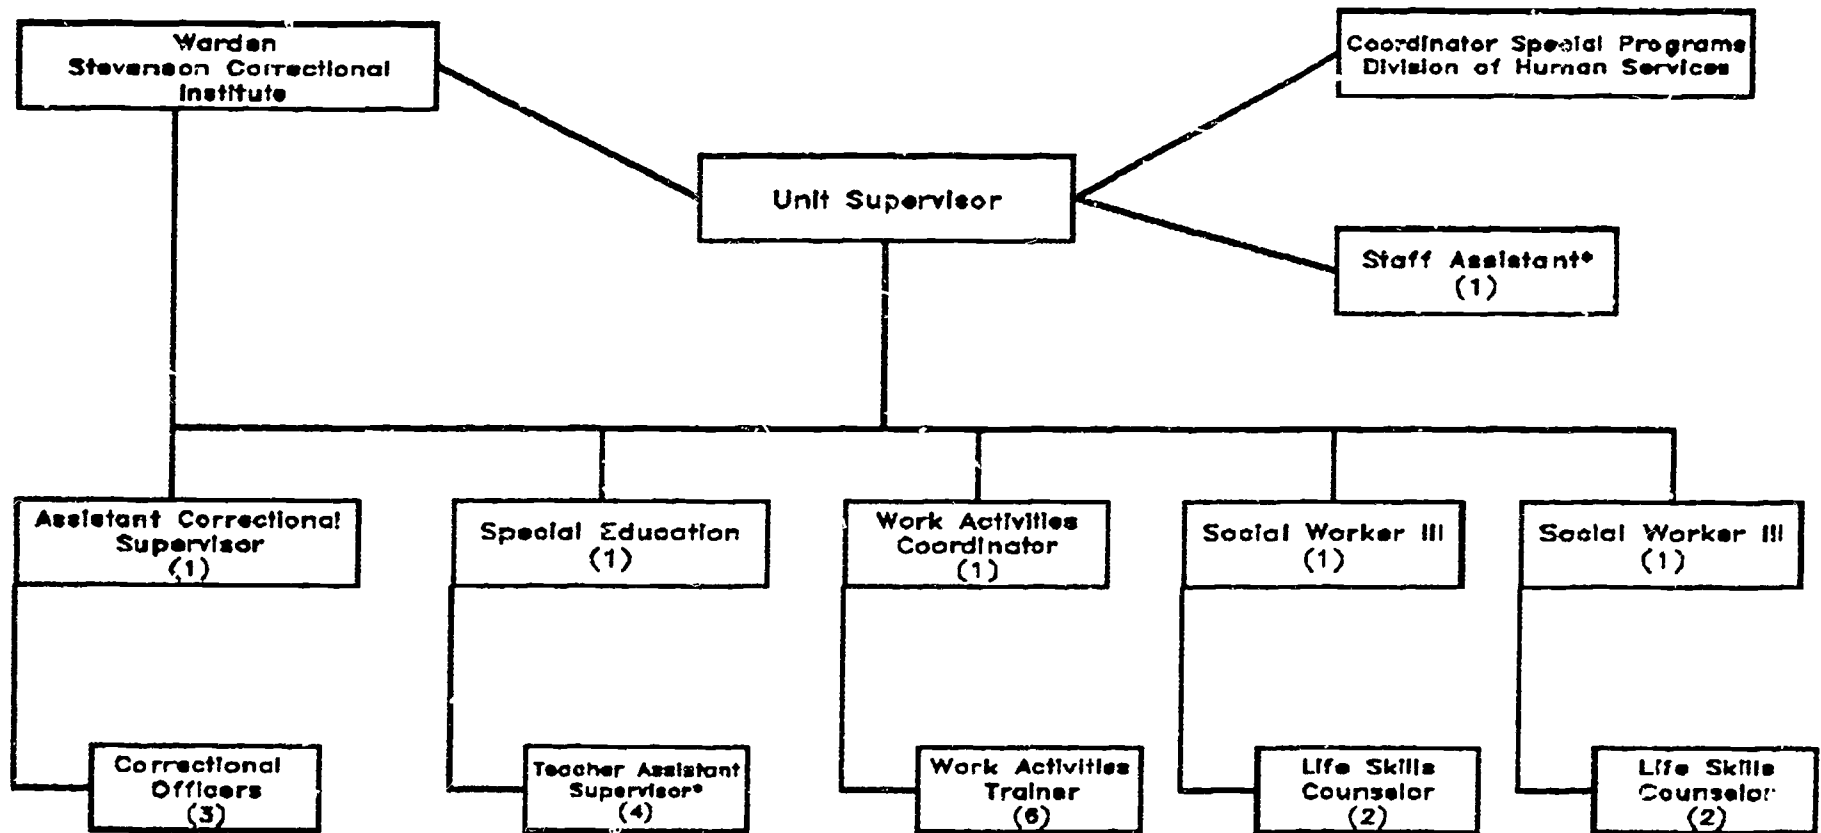 Warden
Stevenson Correctional
Institute
Coordinator Special Programs
Division of Human Services
Unit Supervisor
Staff Assistant*
(1)
Assistant Correctional
Supervisor
(1)
Special Education
(1)
Work Activities
Coordinator
(1)
Social Worker III
(1)
Social Worker III
(1)
Correctional
Officers
(3)
Teacher Assistant
Supervisor*
(4)
Work Activities
Trainer
(6)
Life Skills
Counselor
(2)
Life Skills
Counselor
(2)